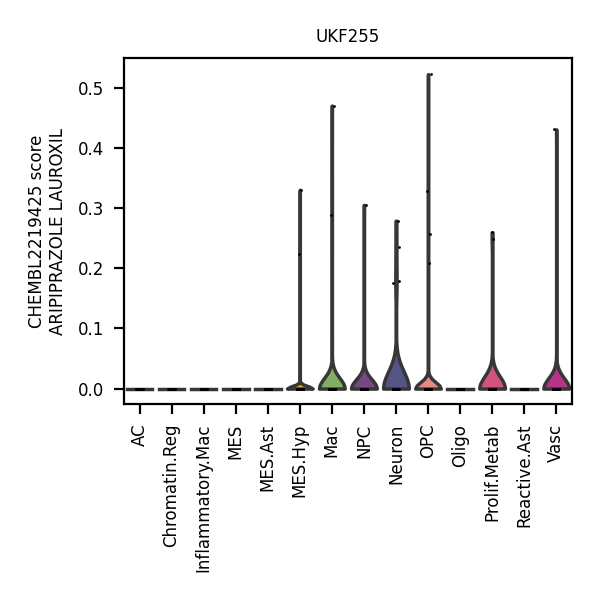 UKF255
CHEMBL2219425 score
ARIPIPRAZOLE LAUROXIL
0.5
0.4
0.3
0.2
0.1
0.0
AC
Chromatin.Reg
Inflammatory.Mac
MES
MES.Ast
MES.Hyp
Mac
NPC
Neuron
OPC
Oligo
Prolif.Metab
Reactive.Ast
Vasc